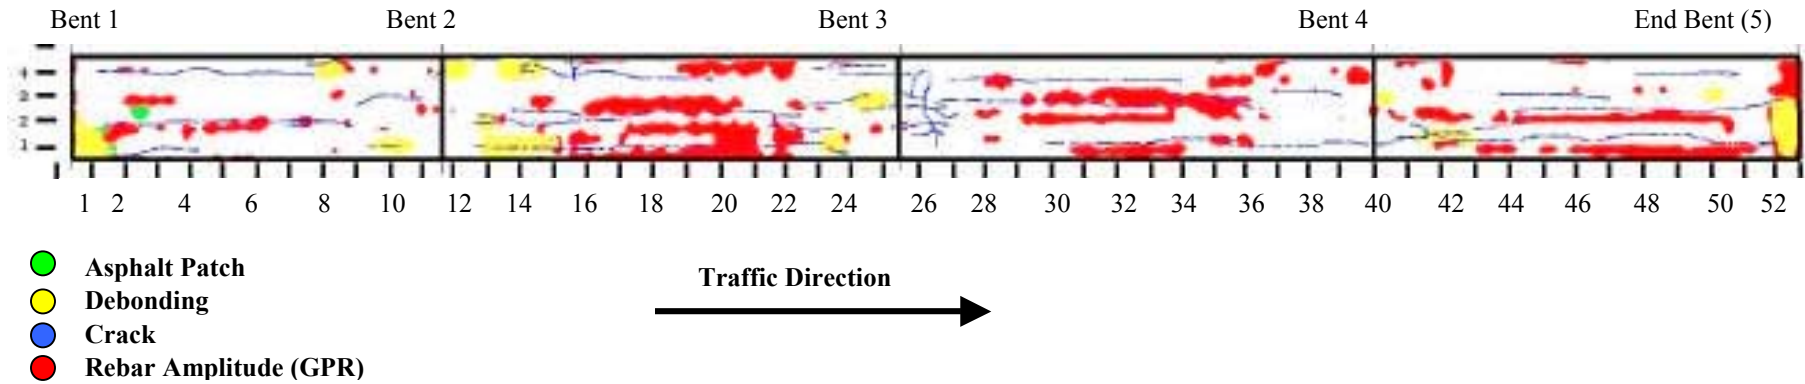 Bent 1 Bent 2 Bent 3 Bent 4 End Bent (5)
4
3
2
1
1 2 4 6 8 10 12 14 16 18 20 22 24 26 28 30 32 34 36 38 40 42 44 46 48 50 52
Asphalt Patch
Traffic Direction
Debonding
Crack
Rebar Amplitude (GPR)